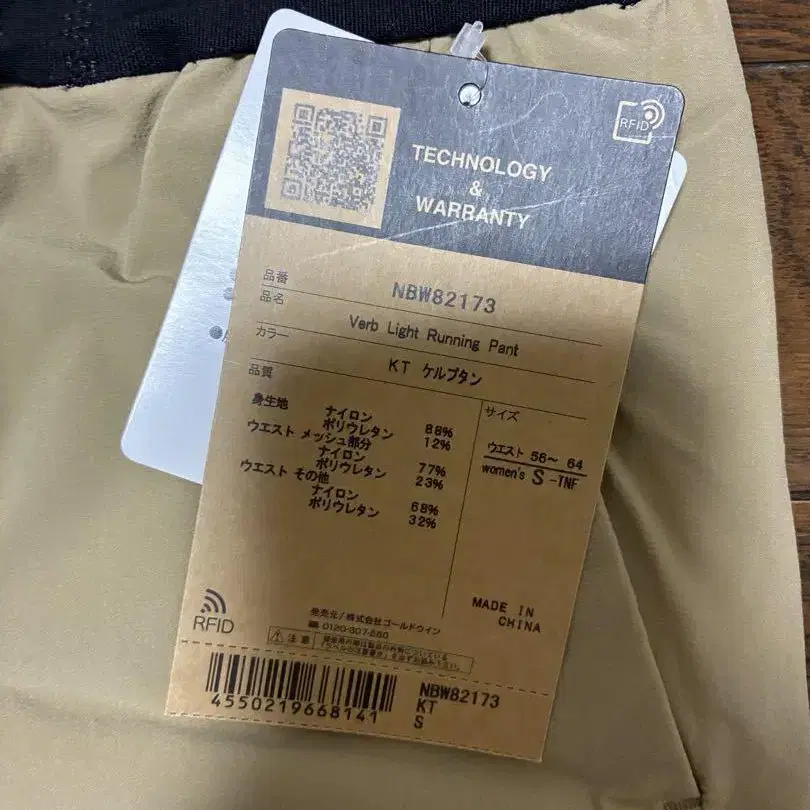 RFID
TECHNOLOGY
&
WARRANTY
品番 NBW82173
品名 Verb Light Running Pant
カラー KT ケルプタン
品質
身生地
ナイロン 88%
ポリウレタン 12%
ウエスト メッシュ部分
ナイロン 77%
ポリウレタン 23%
ウエスト その他
ナイロン 68%
ポリウレタン 32%
サイズ
ウエスト 56～ 64
women's S -TNF
MADE IN
CHINA
RFID
発売元/株式会社ゴールドウイン
0120-307-560
注意
4550219668141
NBW82173
KT
S